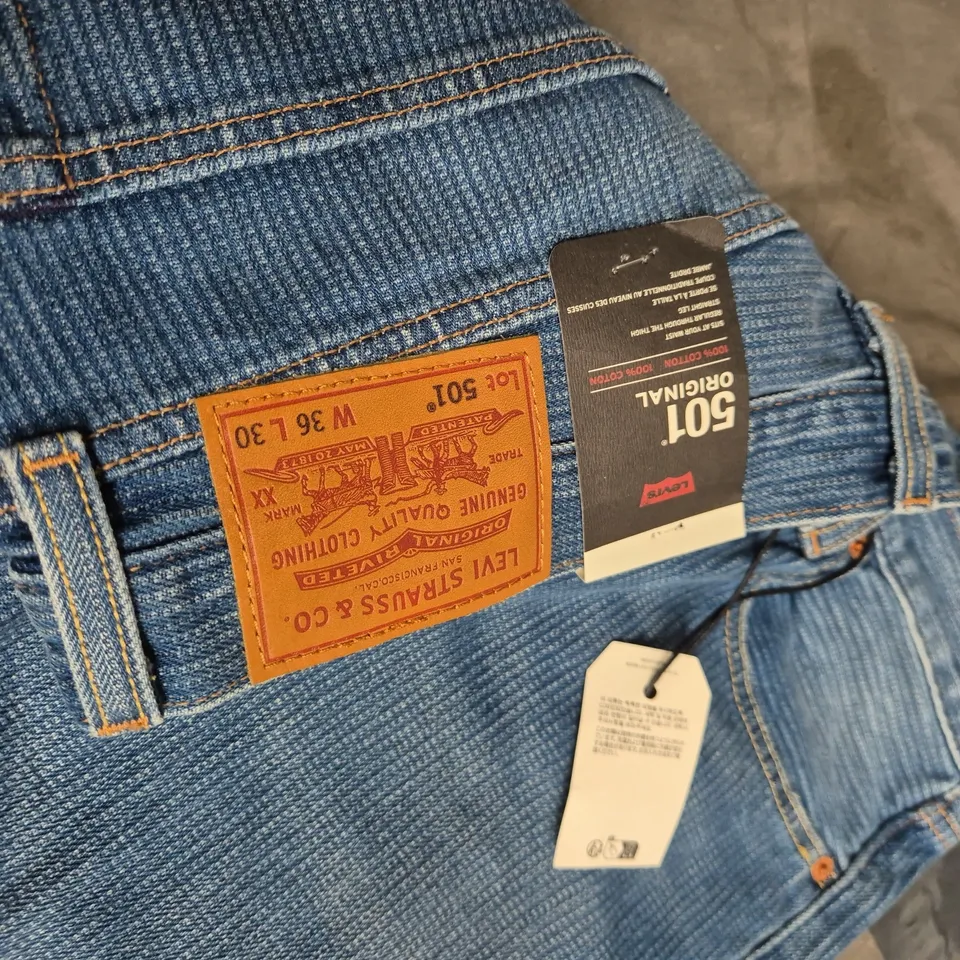 LEVI STRAUSS & CO.
SAN FRANCISCO, CAL.
ORIGINAL RIVETED
GENUINE QUALITY CLOTHING
TRADE MARK
PATENTED XX MAY 20 1873
Lot 501® W 36 L 30
Levi's
501®
ORIGINAL
100% COTTON 100% COTON
SITS AT YOUR WAIST
REGULAR THROUGH THE THIGH
STRAIGHT LEG
SE PORTE À LA TAILLE
COUPE TRADITIONNELLE AU NIVEAU DES CUISSES
JAMBE DROITE